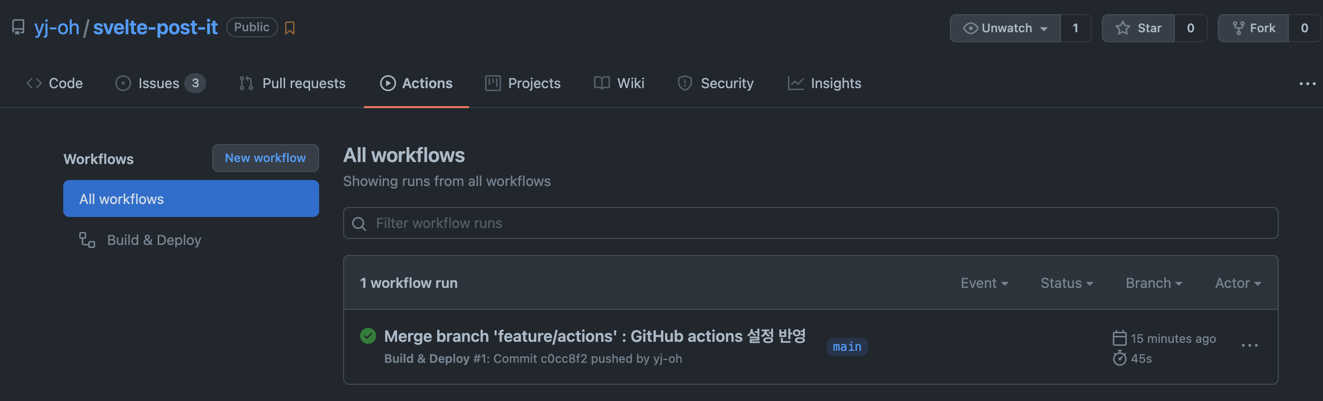 yj-oh / svelte-post-it Public Unwatch 1 Star 0 Fork 0
Code Issues 3 Pull requests Actions Projects Wiki Security Insights
Workflows New workflow
All workflows
Build & Deploy
All workflows
Showing runs from all workflows
Filter workflow runs
1 workflow run Event Status Branch Actor
Merge branch 'feature/actions' : GitHub actions 설정 반영 main 15 minutes ago
Build & Deploy #1: Commit c0cc8f2 pushed by yj-oh 45s